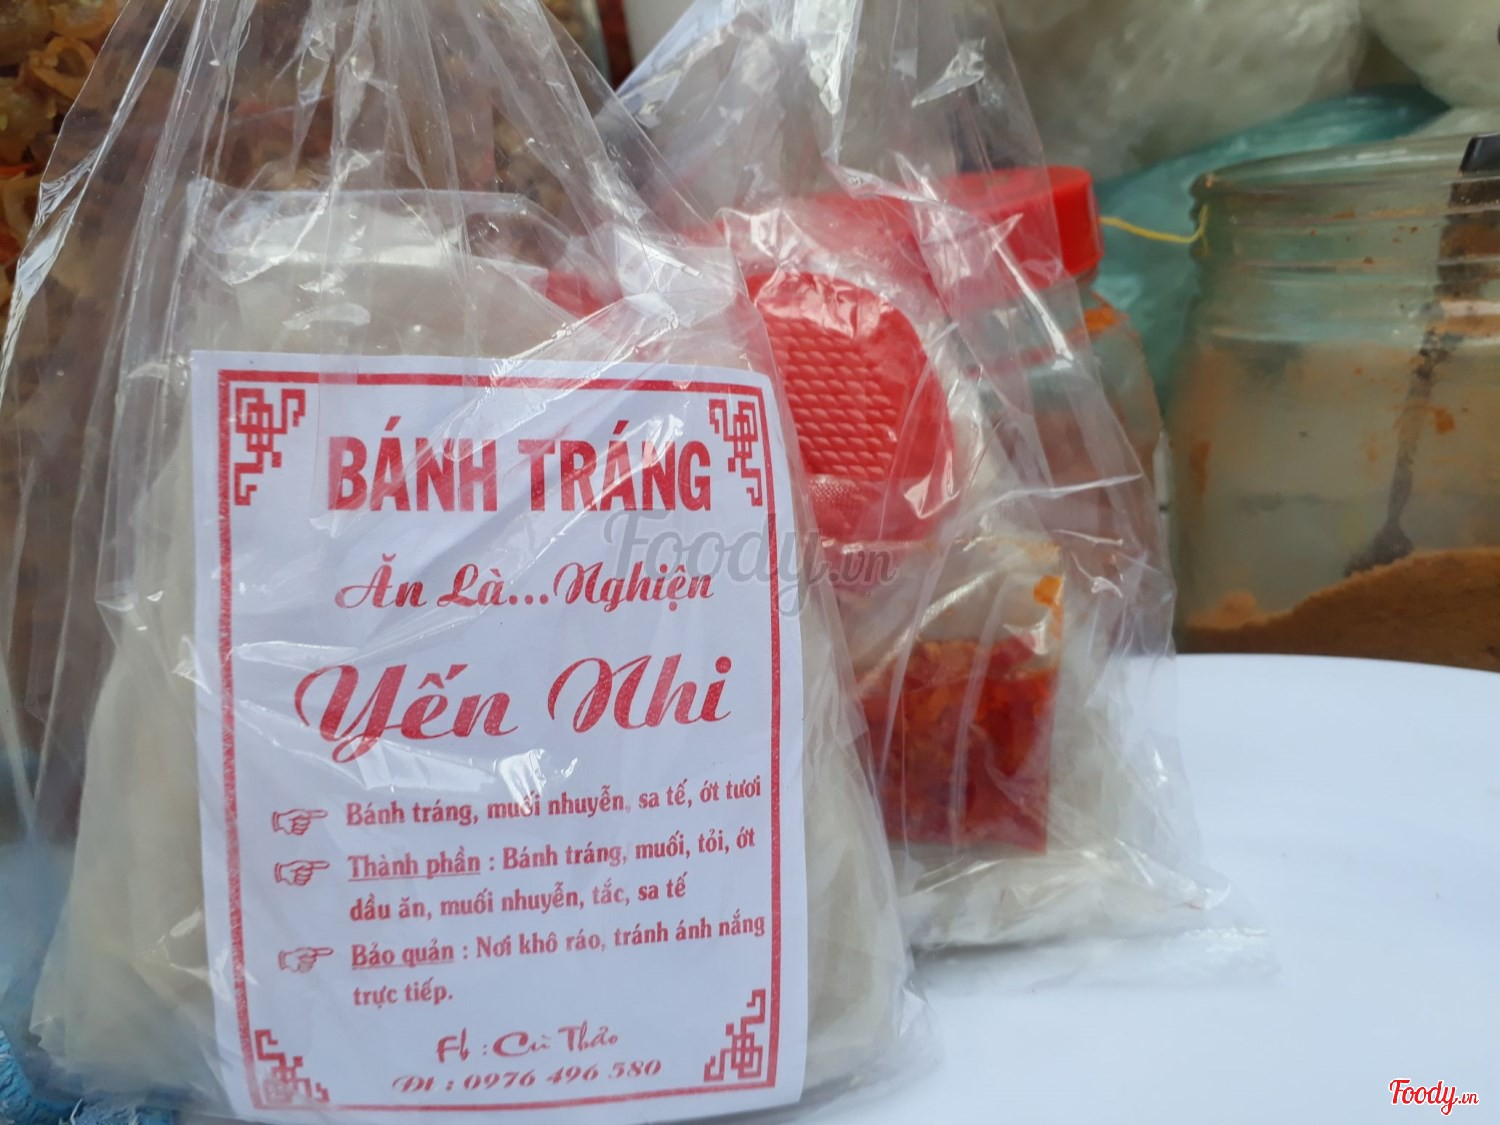 BÁNH TRÁNG
Ăn Là...Nghiện
Yến Nhi
Bánh tráng, muối nhuyễn, sa tế, ớt tươi
Thành phần : Bánh tráng, muối, tỏi, ớt
dầu ăn, muối nhuyễn, tắc, sa tế
Bảo quản : Nơi khô ráo, tránh ánh nắng
trực tiếp.
Fb : Cù Thảo
Đt : 0976 496 580
Foody.vn
Foody.vn